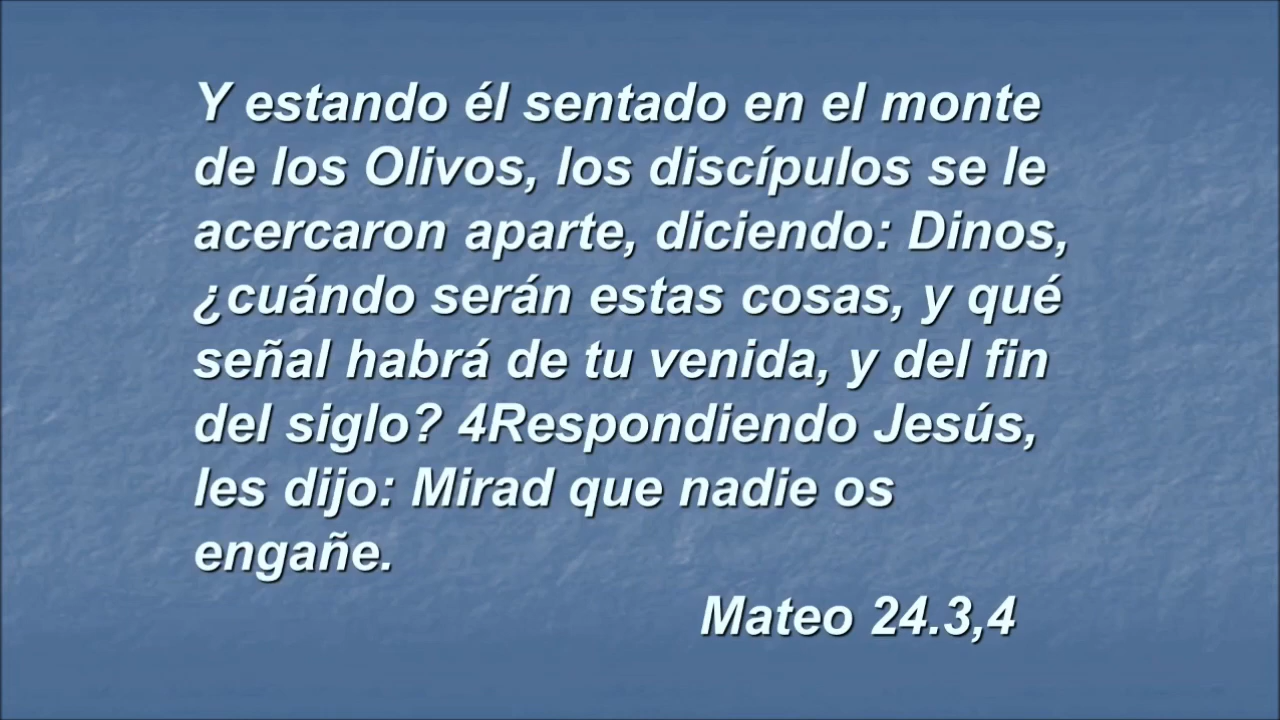 Y estando él sentado en el monte
de los Olivos, los discípulos se le
acercaron aparte, diciendo: Dinos,
¿cuándo serán estas cosas, y qué
señal habrá de tu venida, y del fin
del siglo? 4Respondiendo Jesús,
les dijo: Mirad que nadie os
engañe.
Mateo 24.3,4